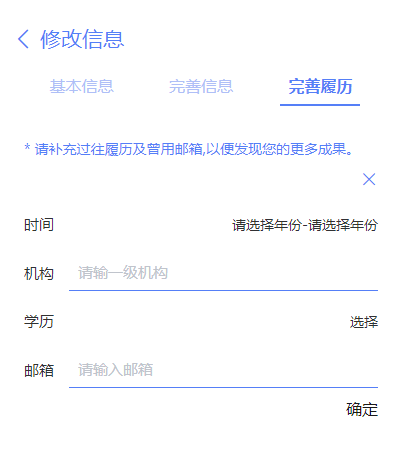 修改信息
基本信息 完善信息 完善履历
* 请补充过往履历及曾用邮箱,以便发现您的更多成果。
时间 请选择年份-请选择年份
机构 请输一级机构
学历 选择
邮箱 请输入邮箱
确定